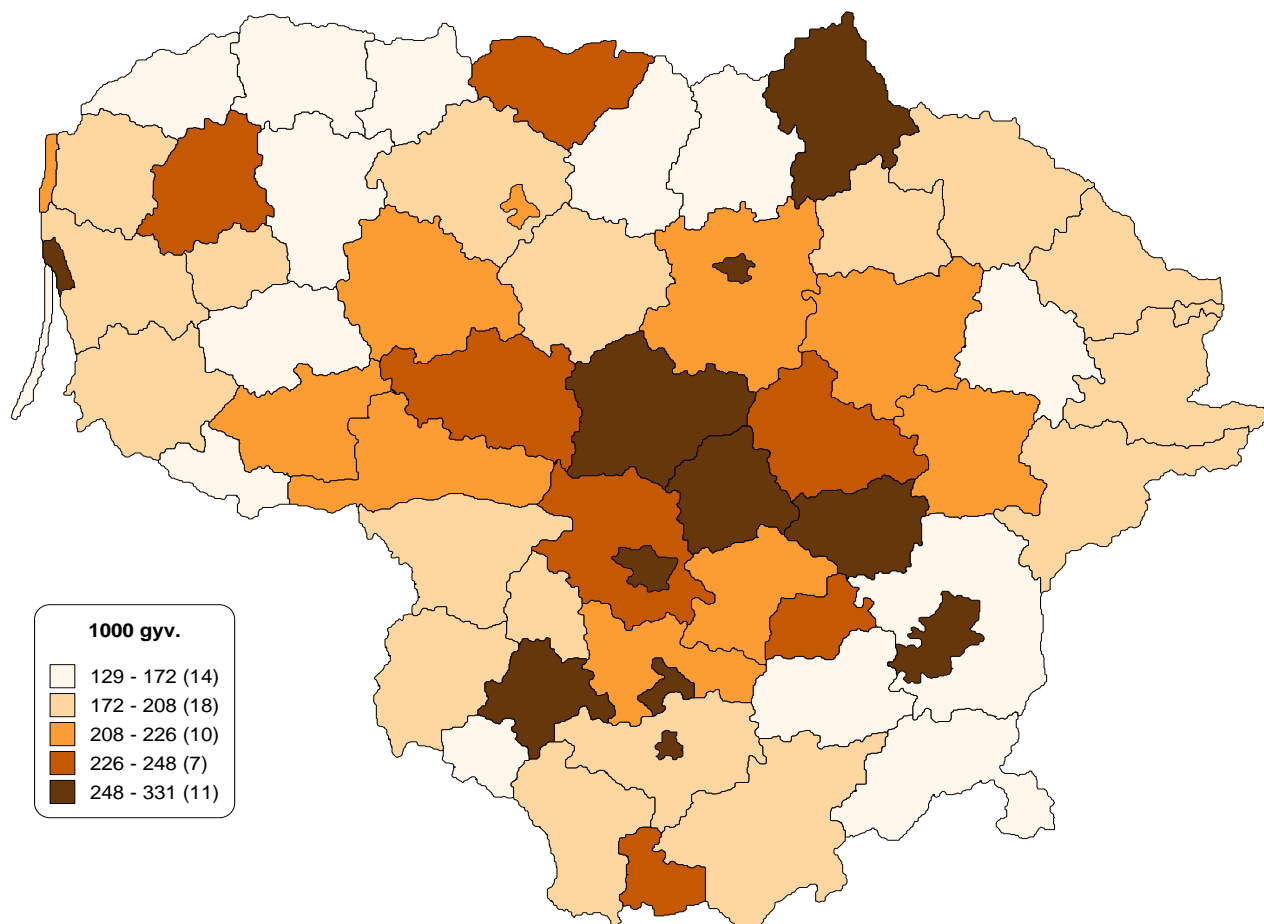 1000 gyv.
129 - 172 (14)
172 - 208 (18)
208 - 226 (10)
226 - 248 (7)
248 - 331 (11)